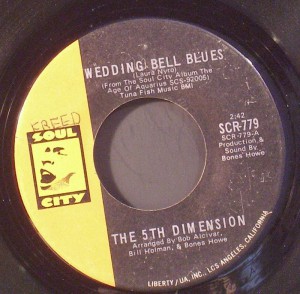 WEDDING BELL BLUES
(Laura Nyro)
(From The Soul City Album The
Age Of Aquarius SCS-92005)
Tuna Fish Music BMI
CREED
SOUL
CITY
2:42
SCR-779
SCR-779-A
Production &
Sound By
Bones Howe
THE 5TH DIMENSION
Arranged By Bob Alcivar,
Bill Holman, & Bones Howe
LIBERTY/UA, INC., LOS ANGELES, CALIFORNIA